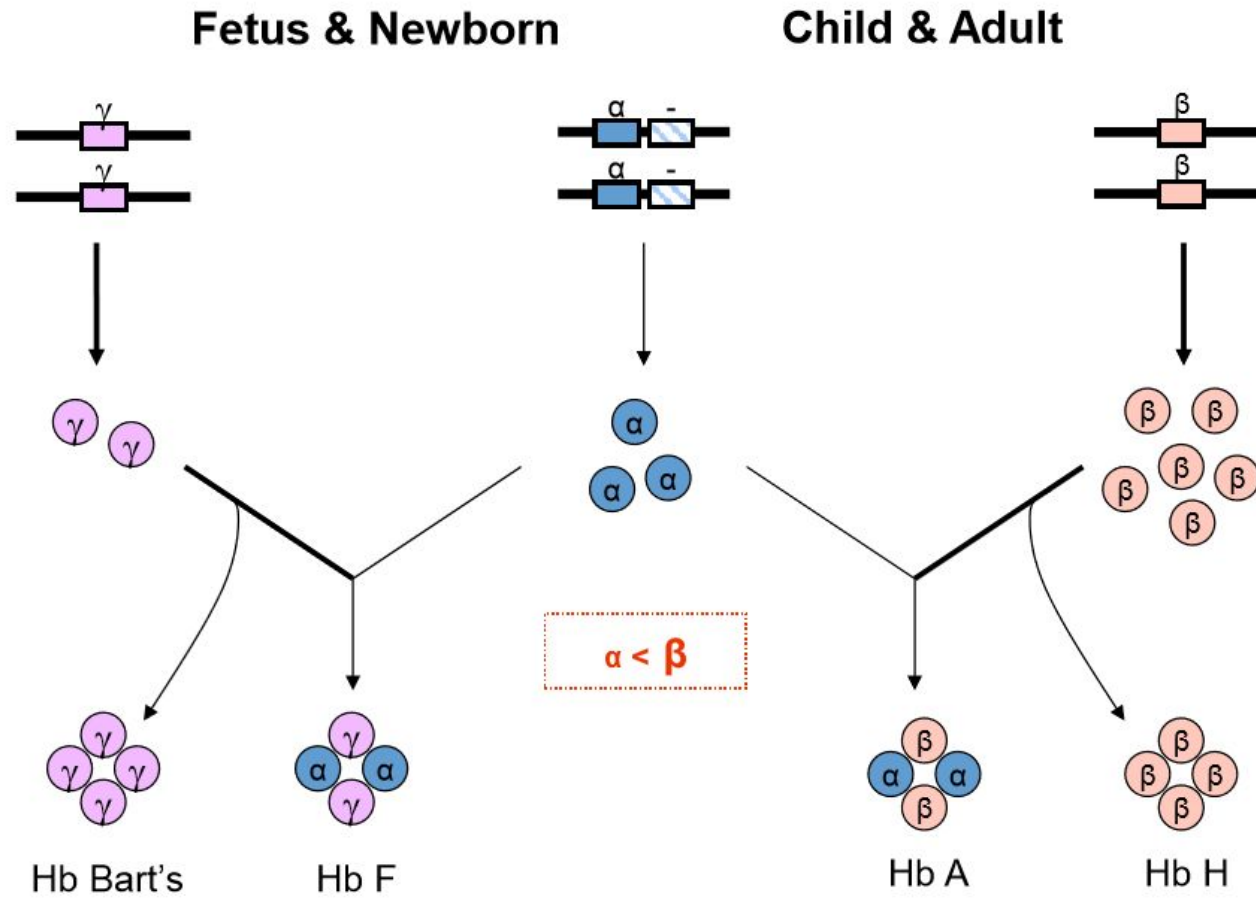 Fetus & Newborn
Child & Adult
γ
α -
β
γ
α -
β
γ
γ
α
α
α
β
β
β
β
β
β
α < β
γ
γ
γ
γ
γ
α
α
γ
β
α
α
β
β
β
β
β
Hb Bart's
Hb F
Hb A
Hb H